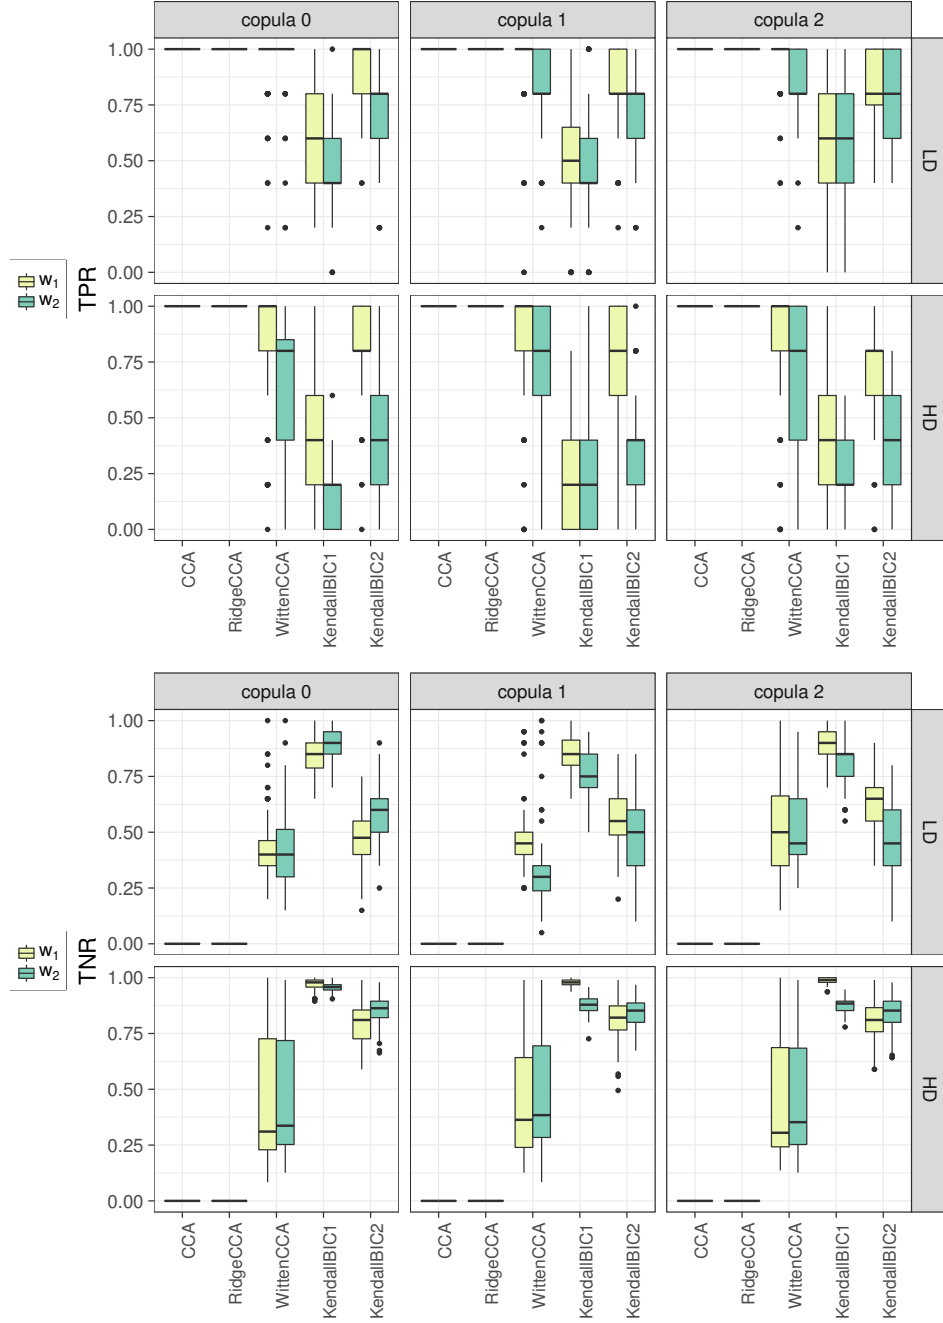 copula 0 copula 1 copula 2
1.00
0.75
0.50
0.25
0.00
LD
w1
w2
TPR
1.00
0.75
0.50
0.25
0.00
HD
CCA RidgeCCA WittenCCA KendallBIC1 KendallBIC2 CCA RidgeCCA WittenCCA KendallBIC1 KendallBIC2 CCA RidgeCCA WittenCCA KendallBIC1 KendallBIC2
copula 0 copula 1 copula 2
1.00
0.75
0.50
0.25
0.00
LD
w1
w2
TNR
1.00
0.75
0.50
0.25
0.00
HD
CCA RidgeCCA WittenCCA KendallBIC1 KendallBIC2 CCA RidgeCCA WittenCCA KendallBIC1 KendallBIC2 CCA RidgeCCA WittenCCA KendallBIC1 KendallBIC2